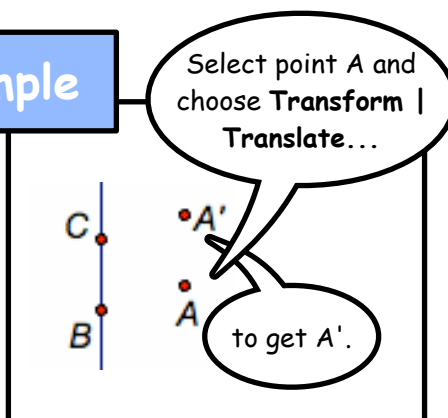 mple
Select point A and
choose Transform |
Translate...
C
A'
A
B
to get A'.